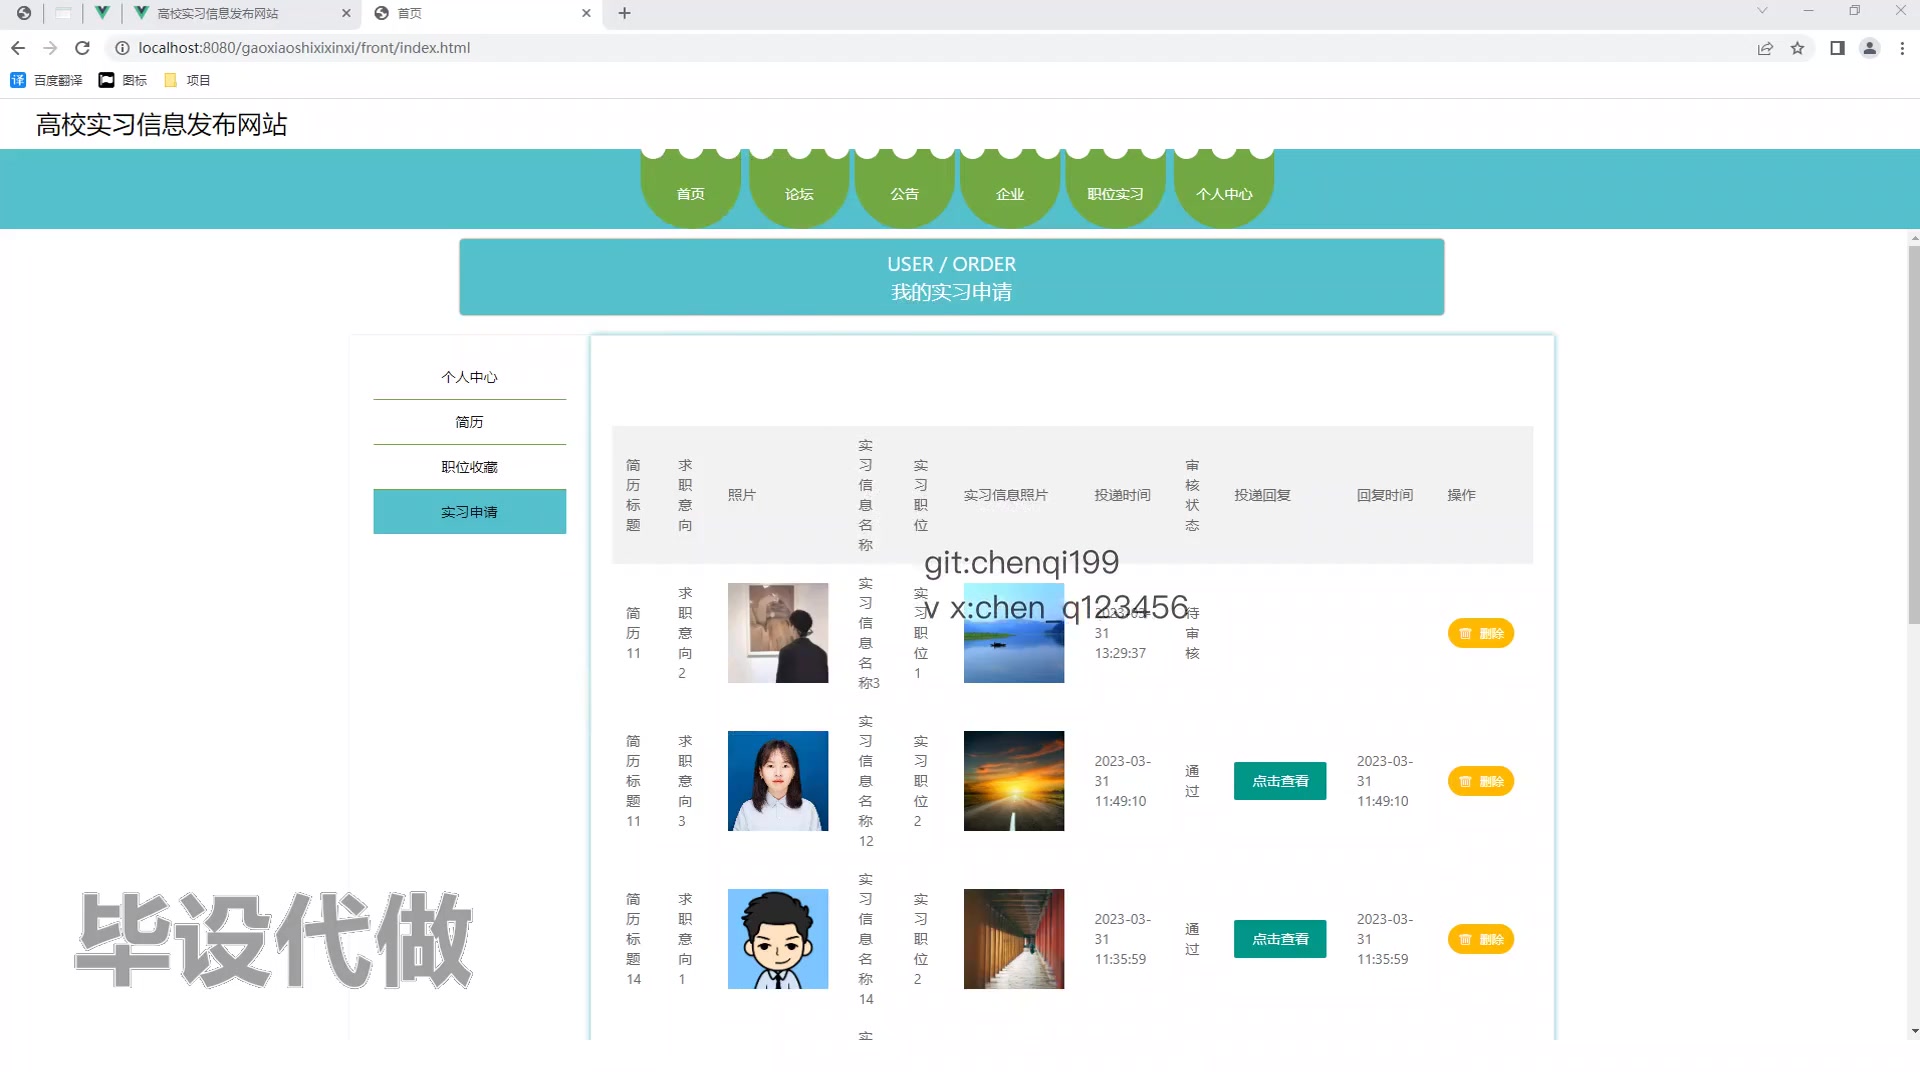 高校实习信息发布网站
首页
localhost:8080/gaoxiaoshixixinxi/front/index.html
百度翻译
图标
项目
高校实习信息发布网站
首页
论坛
公告
企业
职位实习
个人中心
USER / ORDER
我的实习申请
个人中心
简历
职位收藏
实习申请
简历标题
求职意向
照片
实习信息名称
实习职位
实习信息照片
投递时间
审核状态
投递回复
回复时间
操作
git:chenqi199
v x:chen_q123456
简历11
求职意向2
实习信息名称3
实习职位1
2023-03-31 13:29:37
待审核
删除
简历标题11
求职意向3
实习信息名称12
实习职位2
2023-03-31 11:49:10
通过
点击查看
2023-03-31 11:49:10
删除
简历标题14
求职意向1
实习信息名称14
实习职位2
2023-03-31 11:35:59
通过
点击查看
2023-03-31 11:35:59
删除
实
毕设代做